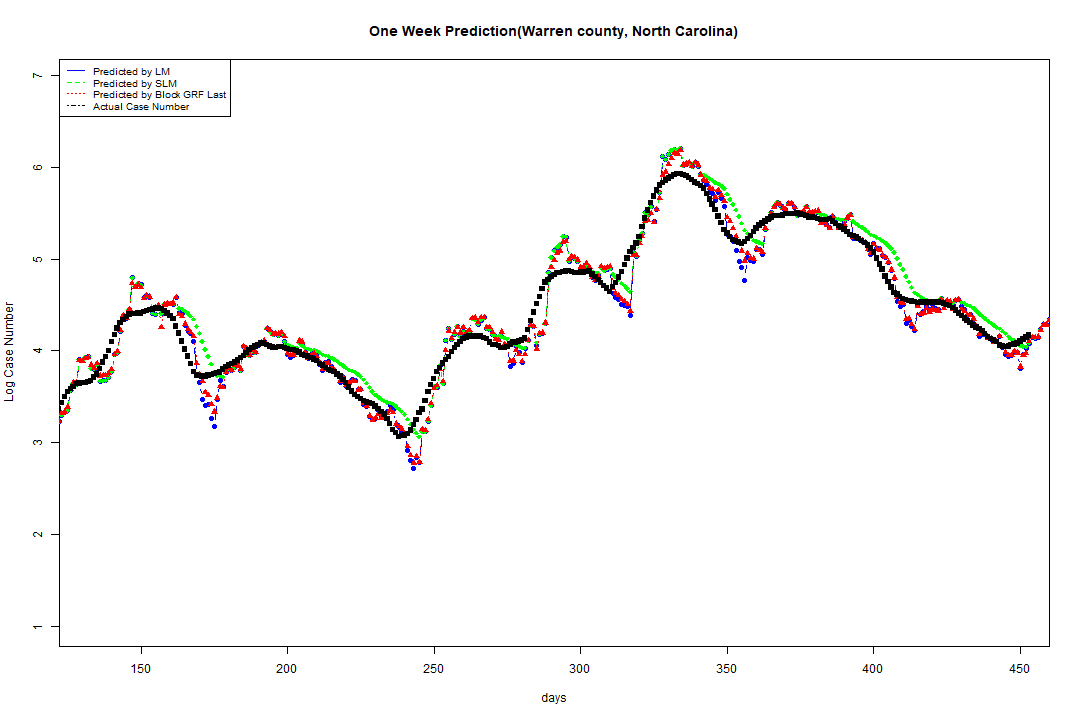 One Week Prediction(Warren county, North Carolina)
Predicted by LM
Predicted by SLM
Predicted by Block GRF Last
Actual Case Number
7
6
5
4
3
2
1
Log Case Number
150 200 250 300 350 400 450
days